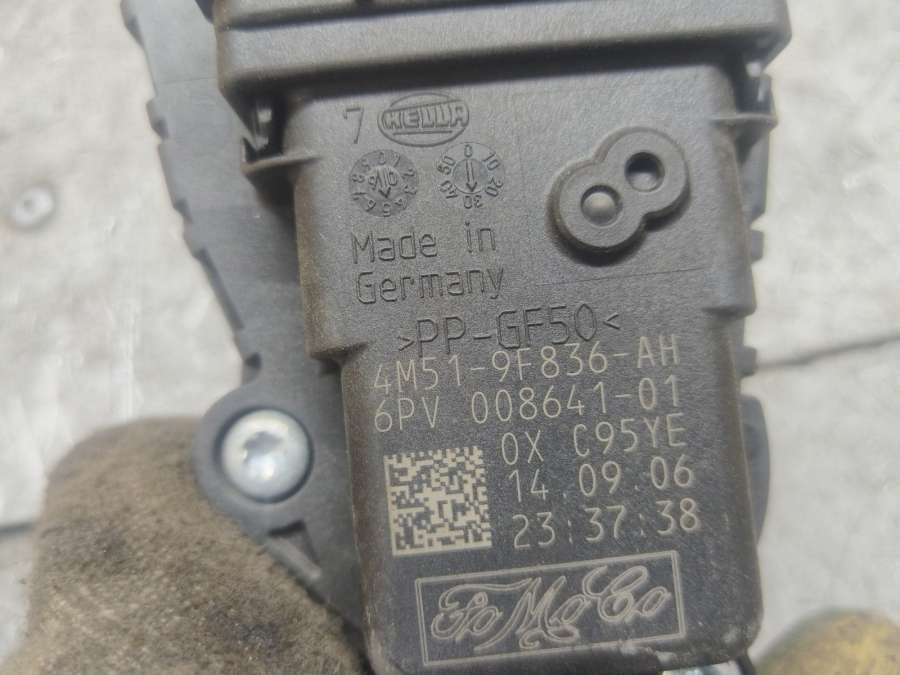 7 HELLA
Made in
Germany
>PP-GF50<
4M51-9F836-AH
6PV 008641-01
0X C95YE
14.09.06
23:37:38
FoMoCo